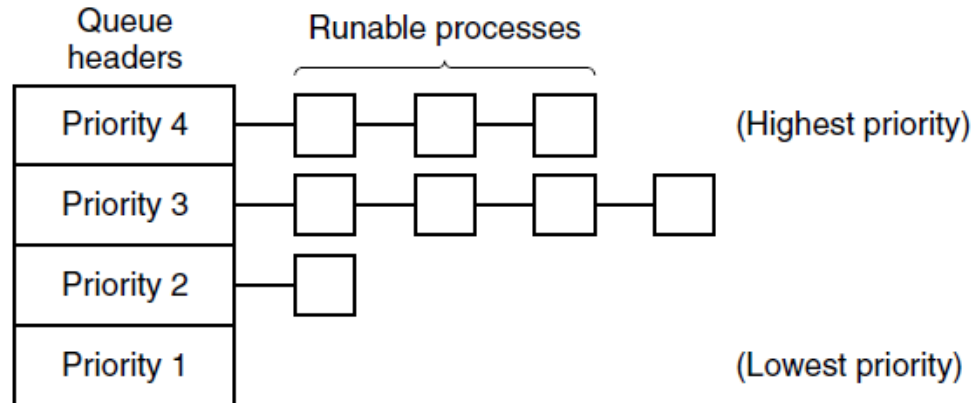 Queue
headers
Runable processes
Priority 4
(Highest priority)
Priority 3
Priority 2
Priority 1
(Lowest priority)